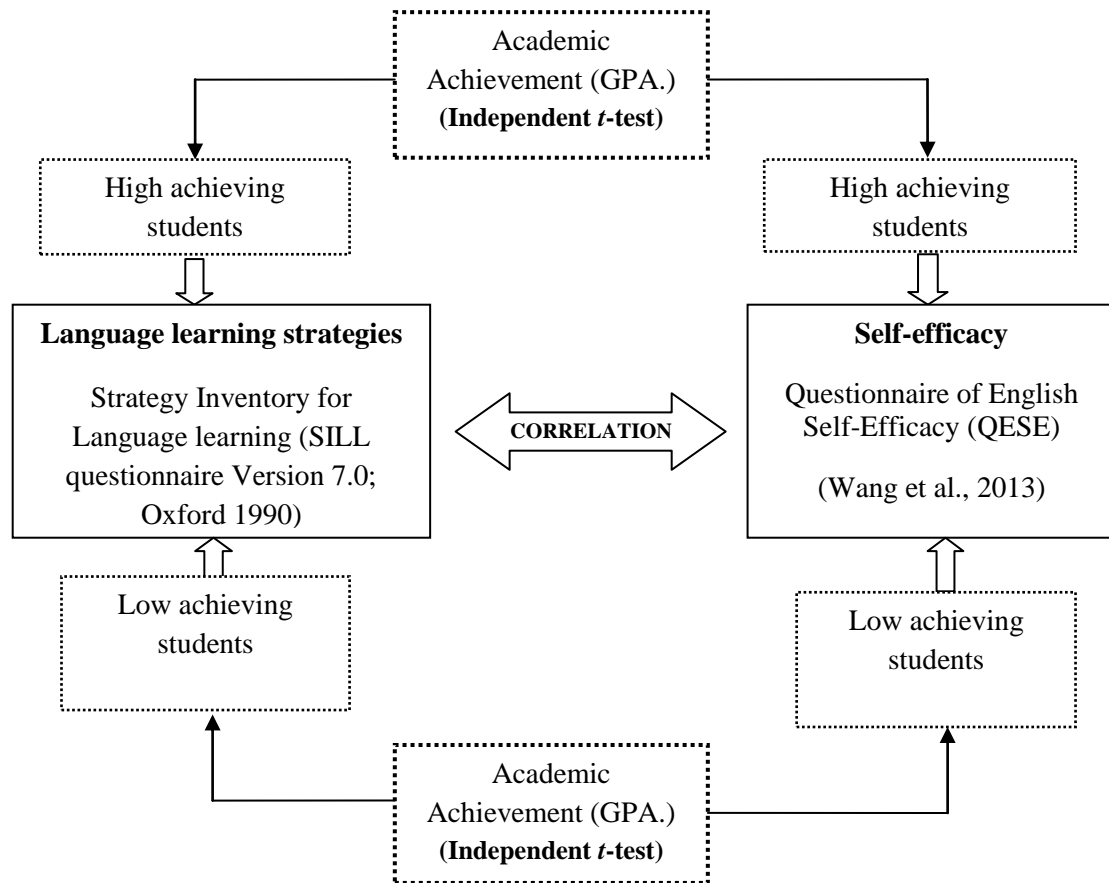 Academic
Achievement (GPA.)
(Independent t-test)
High achieving
students
High achieving
students
Language learning strategies
Strategy Inventory for
Language learning (SILL
questionnaire Version 7.0;
Oxford 1990)
CORRELATION
Self-efficacy
Questionnaire of English
Self-Efficacy (QESE)
(Wang et al., 2013)
Low achieving
students
Low achieving
students
Academic
Achievement (GPA.)
(Independent t-test)